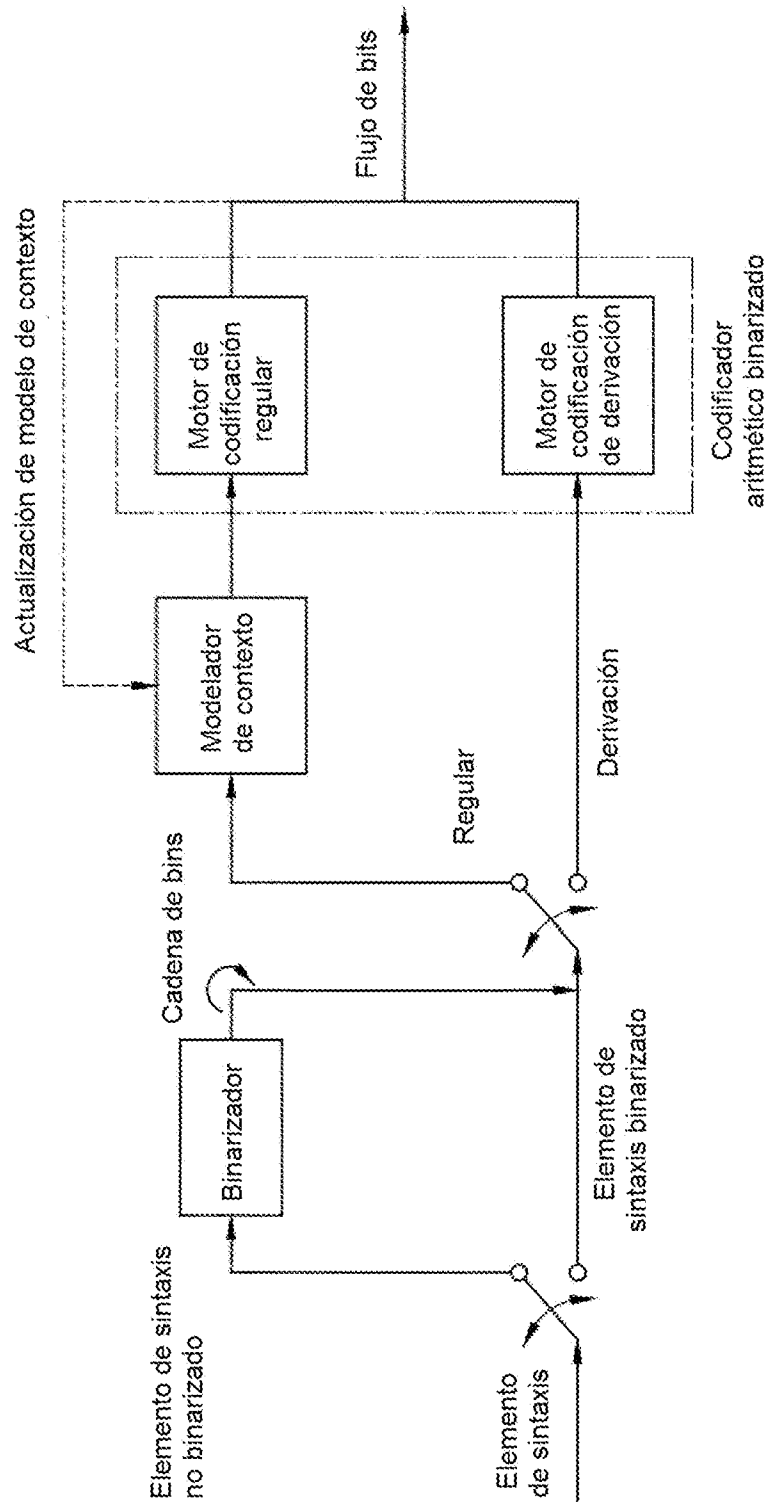 Elemento
de sintaxis
Elemento de sintaxis
no binarizado
Binarizador
Cadena de bins
Elemento de
sintaxis binarizado
Regular
Derivación
Modelador
de contexto
Actualización de modelo de contexto
Motor de
codificación
regular
Motor de
codificación
de derivación
Codificador
aritmético binarizado
Flujo de bits